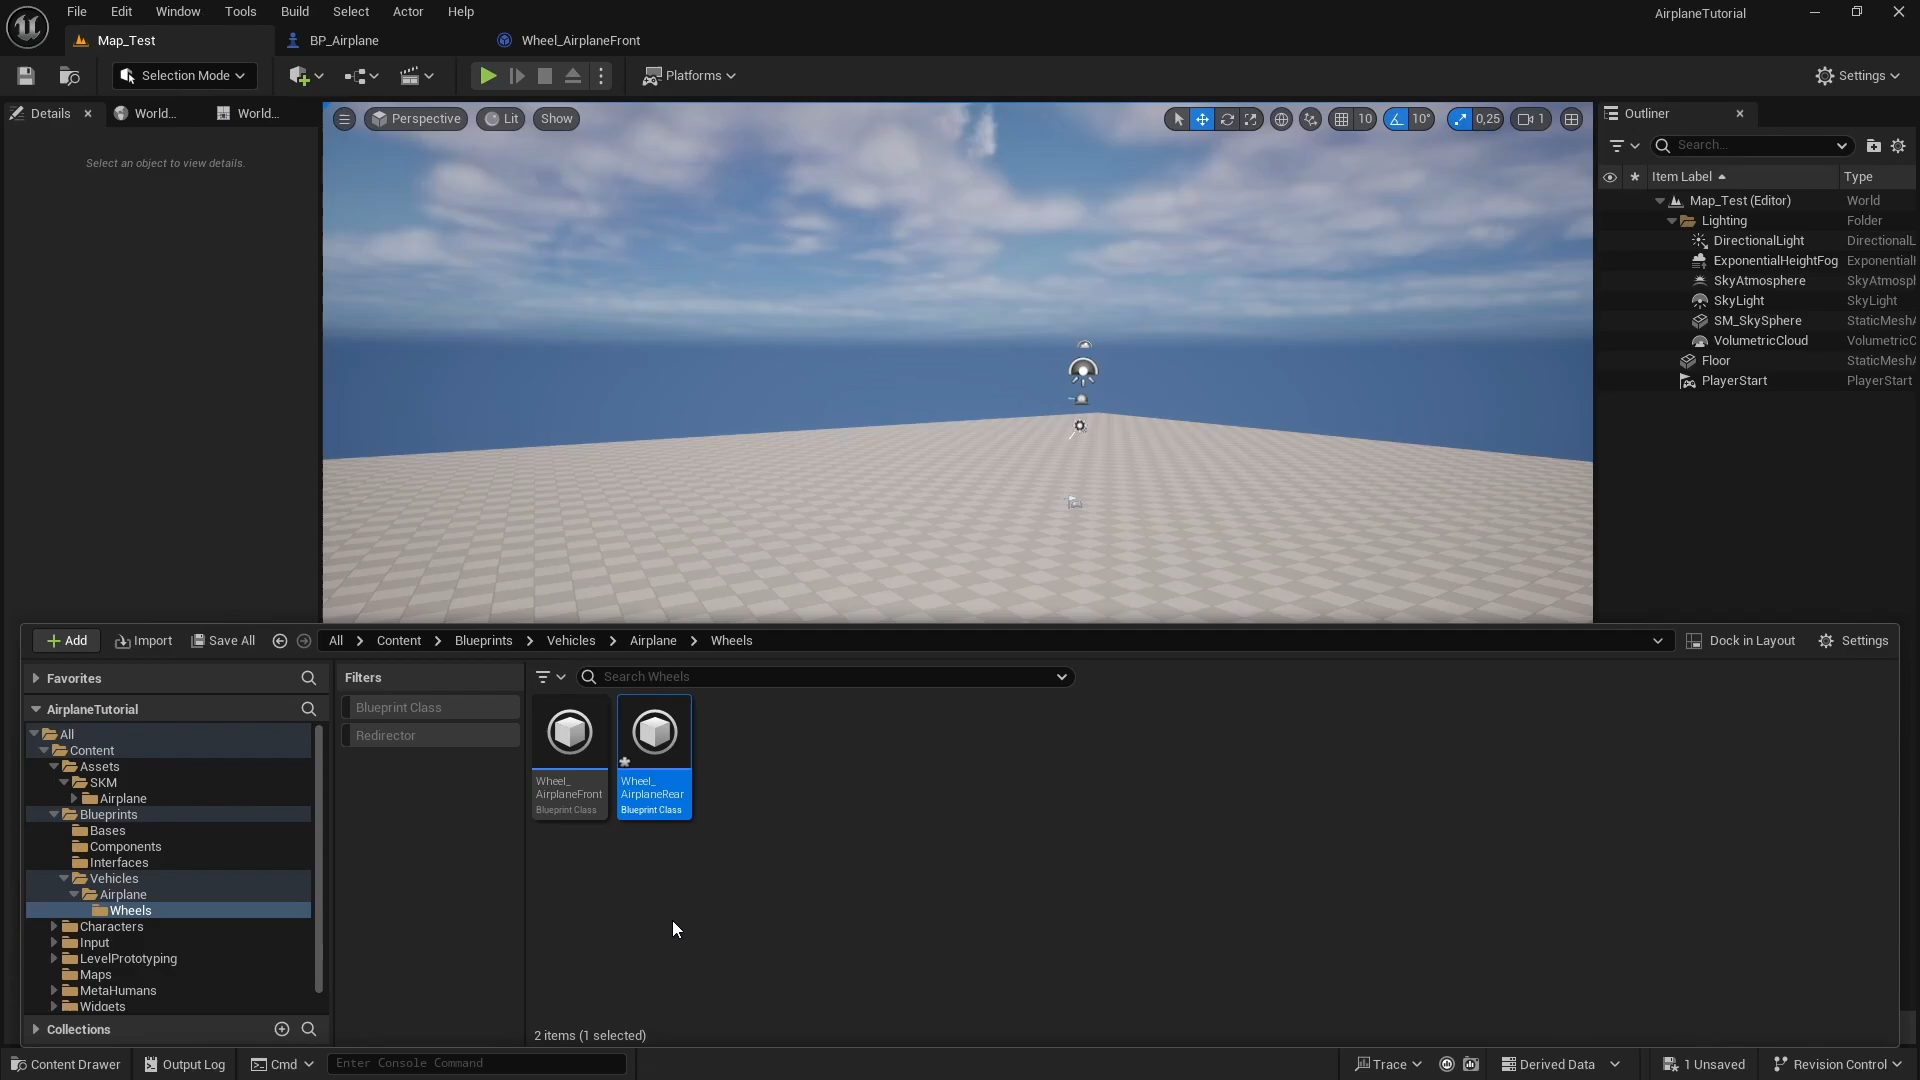 File Edit Window Tools Build Select Actor Help
AirplaneTutorial
Map_Test BP_Airplane Wheel_AirplaneFront
Selection Mode Platforms Settings
Details World... World...
Perspective Lit Show 10 10° 0,25 1
Outliner
Select an object to view details.
Search...
Item Label Type
Map_Test (Editor) World
Lighting Folder
DirectionalLight DirectionalL
ExponentialHeightFog Exponential
SkyAtmosphere SkyAtmosp
SkyLight SkyLight
SM_SkySphere StaticMesh
VolumetricCloud VolumetricC
Floor StaticMesh
PlayerStart PlayerStart
Add Import Save All All Content Blueprints Vehicles Airplane Wheels Dock in Layout Settings
Favorites
AirplaneTutorial
All
Content
Assets
SKM
Airplane
Blueprints
Bases
Components
Interfaces
Vehicles
Airplane
Wheels
Characters
Input
LevelPrototyping
Maps
MetaHumans
Widgets
Collections
Filters
Blueprint Class
Redirector
Search Wheels
Wheel_
AirplaneFront
Blueprint Class
Wheel_
AirplaneRear
Blueprint Class
2 items (1 selected)
Content Drawer Output Log Cmd Enter Console Command Trace Derived Data 1 Unsaved Revision Control